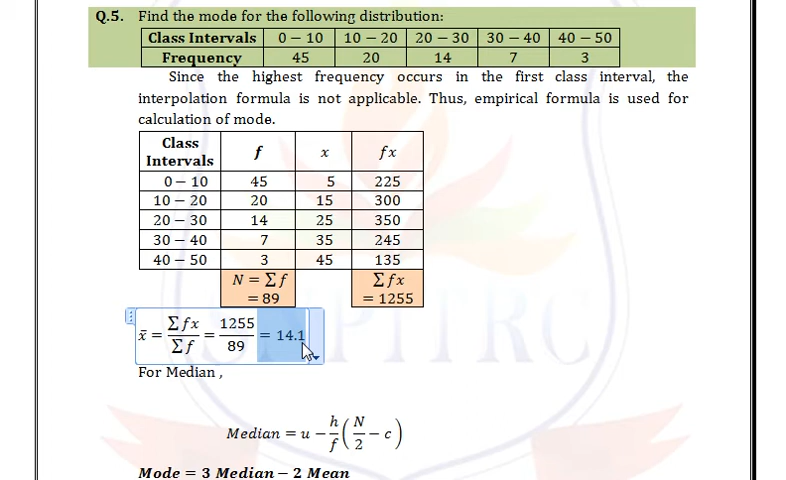 Q.5. Find the mode for the following distribution:
Class Intervals 0 – 10 10 – 20 20 – 30 30 – 40 40 – 50
Frequency 45 20 14 7 3
Since the highest frequency occurs in the first class interval, the
interpolation formula is not applicable. Thus, empirical formula is used for
calculation of mode.
Class Intervals f x fx
0 – 10 45 5 225
10 – 20 20 15 300
20 – 30 14 25 350
30 – 40 7 35 245
40 – 50 3 45 135
N = Σ f = 89 Σ fx = 1255
x̄ = Σ fx / Σ f = 1255 / 89 = 14.1
For Median ,
Median = u − h/f (N/2 − c)
Mode = 3 Median − 2 Mean